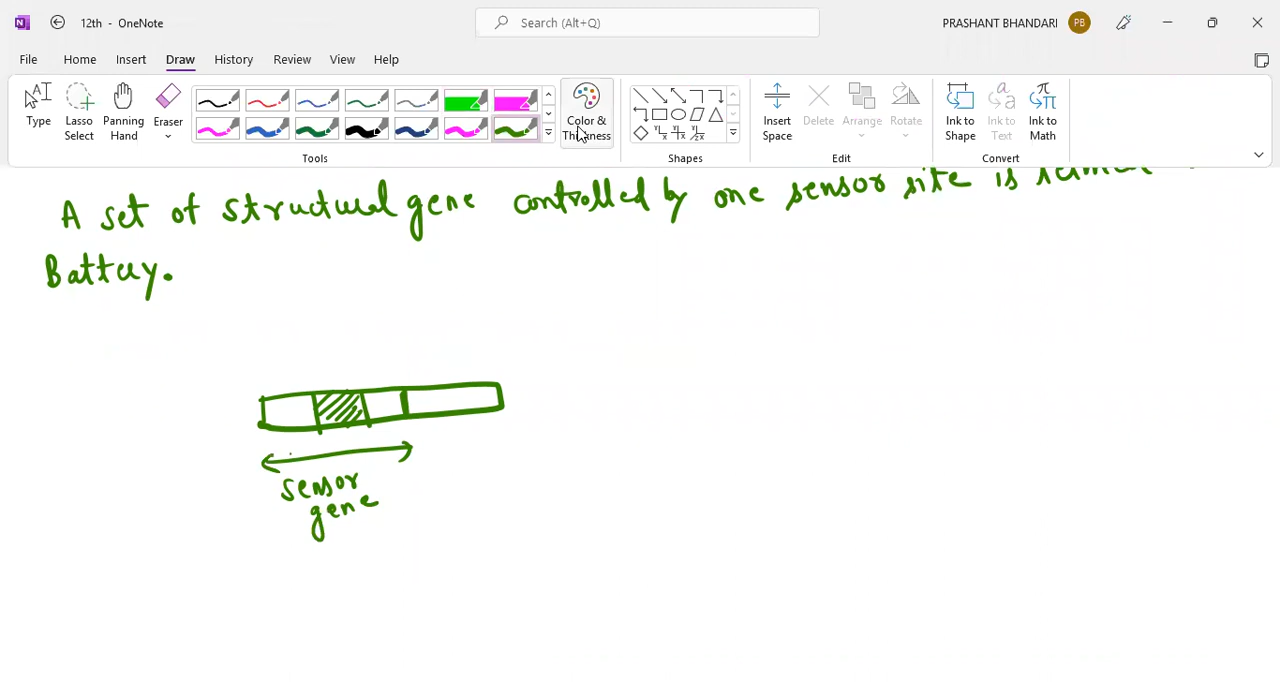 12th - OneNote
Search (Alt+Q)
PRASHANT BHANDARI
PB
File Home Insert Draw History Review View Help
Type
Lasso Select
Panning Hand
Eraser
Color & Thickness
Insert Space
Delete
Arrange
Rotate
Ink to Shape
Ink to Text
Ink to Math
Tools
Shapes
Edit
Convert
A set of structural gene controlled by one sensor site is termed
Battery.
sensor
gene